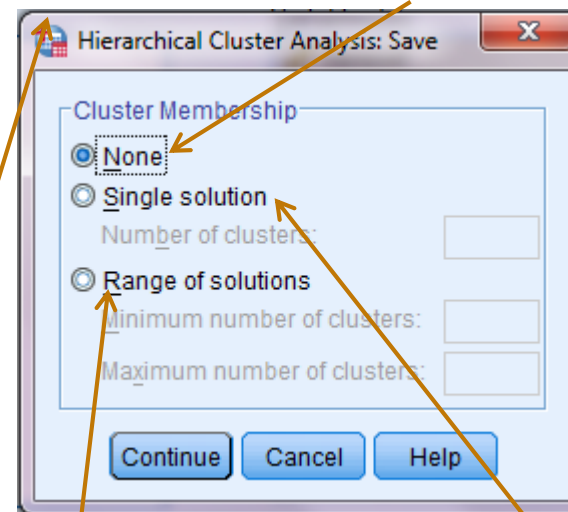 Hierarchical Cluster Analysis: Save
Cluster Membership
None
Single solution
Number of clusters:
Range of solutions
Minimum number of clusters:
Maximum number of clusters:
Continue Cancel Help